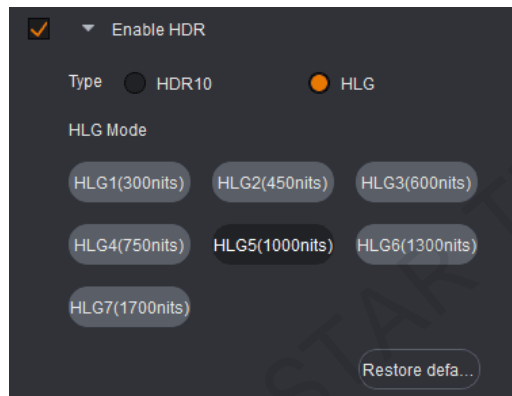 Enable HDR
Type HDR10 HLG
HLG Mode
HLG1(300nits) HLG2(450nits) HLG3(600nits)
HLG4(750nits) HLG5(1000nits) HLG6(1300nits)
HLG7(1700nits)
Restore defa...
STAR